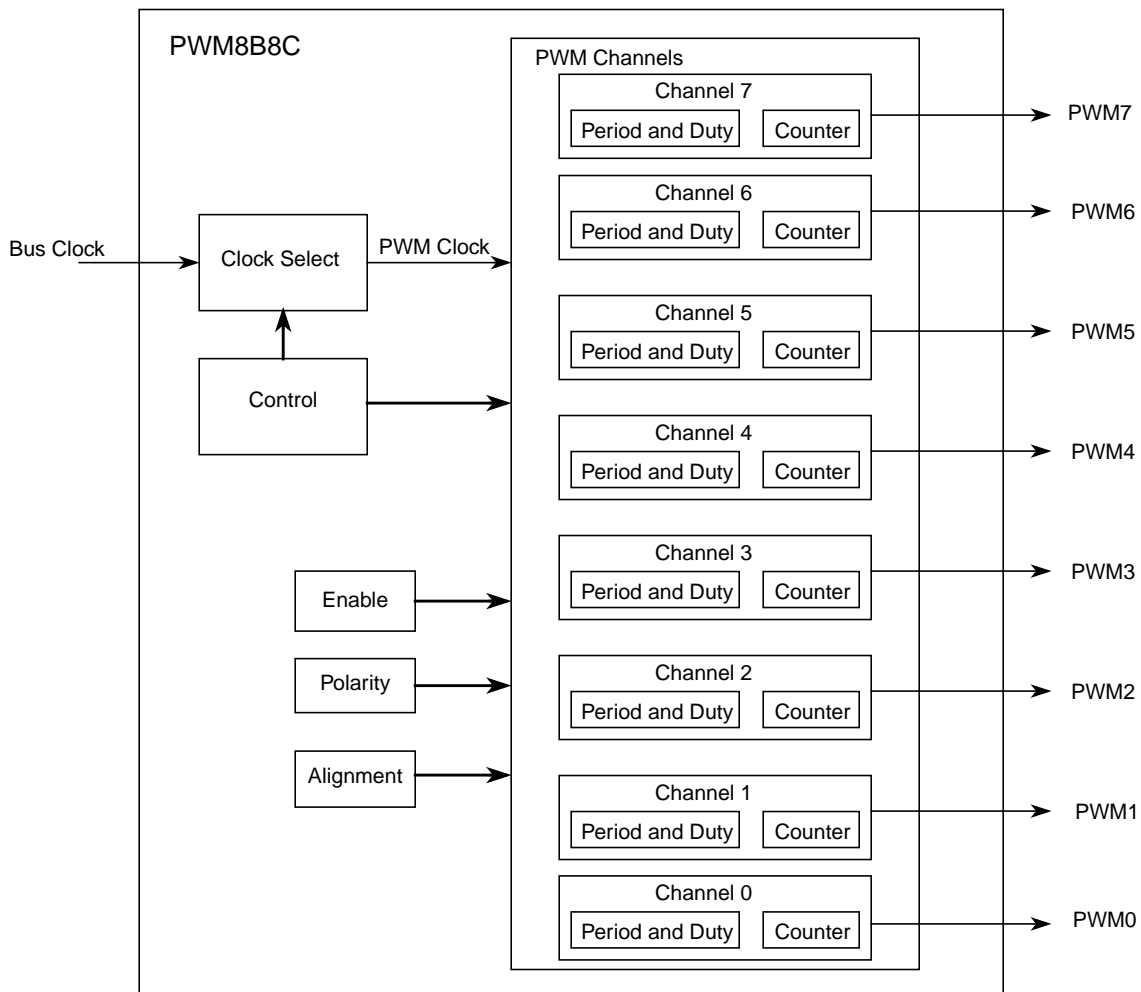 PWM8B8C
PWM Channels
Channel 7
Period and Duty
Counter
PWM7
Channel 6
Period and Duty
Counter
PWM6
Bus Clock
Clock Select
PWM Clock
Channel 5
Period and Duty
Counter
PWM5
Control
Channel 4
Period and Duty
Counter
PWM4
Channel 3
Period and Duty
Counter
PWM3
Enable
Polarity
Channel 2
Period and Duty
Counter
PWM2
Alignment
Channel 1
Period and Duty
Counter
PWM1
Channel 0
Period and Duty
Counter
PWM0